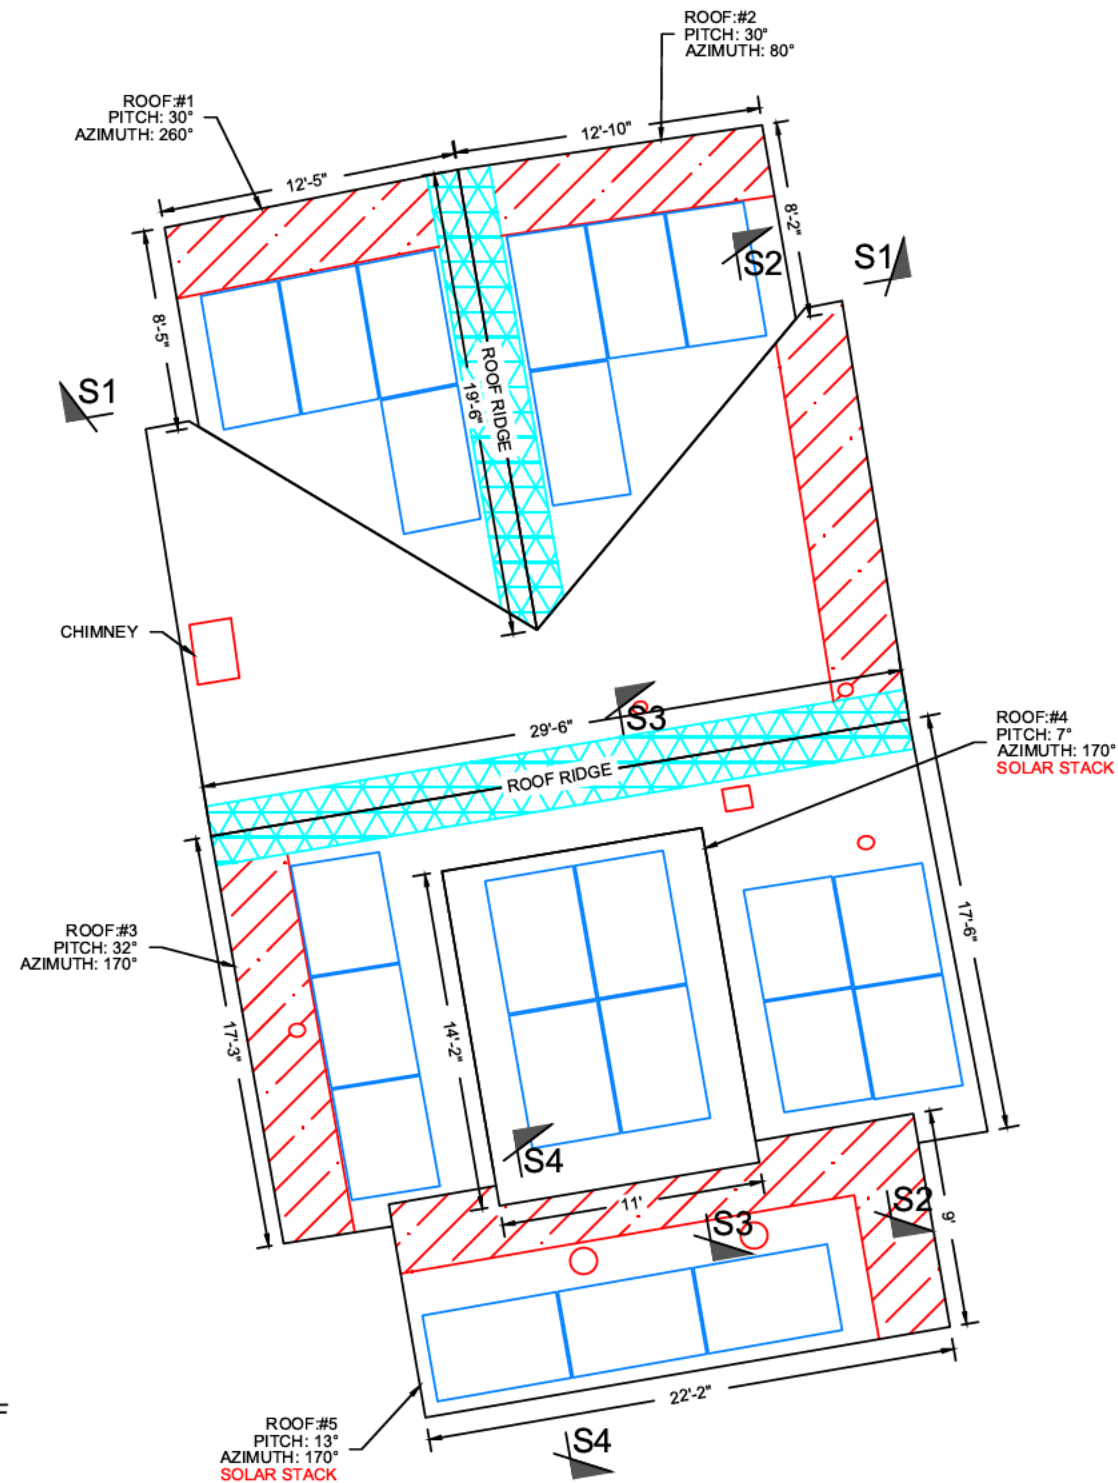 ROOF:#2
PITCH: 30°
AZIMUTH: 80°
ROOF:#1
PITCH: 30°
AZIMUTH: 260°
12'-10"
12'-5"
8'-2"
S2
S1
8'-5"
ROOF RIDGE
19'-6"
S1
CHIMNEY
S3
29'-6"
ROOF RIDGE
ROOF:#4
PITCH: 7°
AZIMUTH: 170°
SOLAR STACK
ROOF:#3
PITCH: 32°
AZIMUTH: 170°
17'-6"
17'-3"
14'-2"
S4
11'
S3
S2
9'
22'-2"
ROOF:#5
PITCH: 13°
AZIMUTH: 170°
SOLAR STACK
S4